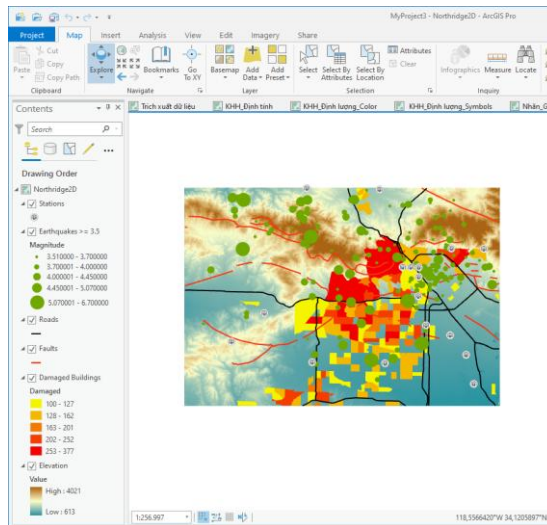 MyProject3 - Northridge2D - ArcGIS Pro
Project Map Insert Analysis View Edit Imagery Share
Paste
Cut
Copy
Copy Path
Clipboard
Explore
Bookmarks
Go To XY
Navigate
Basemap
Add Data
Add Preset
Layer
Select
Select By Attributes
Select By Location
Attributes
Clear
Selection
Infographics
Measure
Locate
Inquiry
Contents
Search
Drawing Order
Northridge2D
Stations
Earthquakes >= 3.5
Magnitude
3.510000 - 3.700000
3.700001 - 4.000000
4.000001 - 4.450000
4.450001 - 5.070000
5.070001 - 6.700000
Roads
Faults
Damaged Buildings
Damaged
100 - 127
128 - 162
163 - 201
202 - 252
253 - 377
Elevation
Value
High : 4021
Low : 613
Trích xuất dữ liệu
KHH_Định tính
KHH_Định lượng_Color
KHH_Định lượng_Symbols
Nhãn_G
1:256.997
118,5566420°W 34,1205897°N